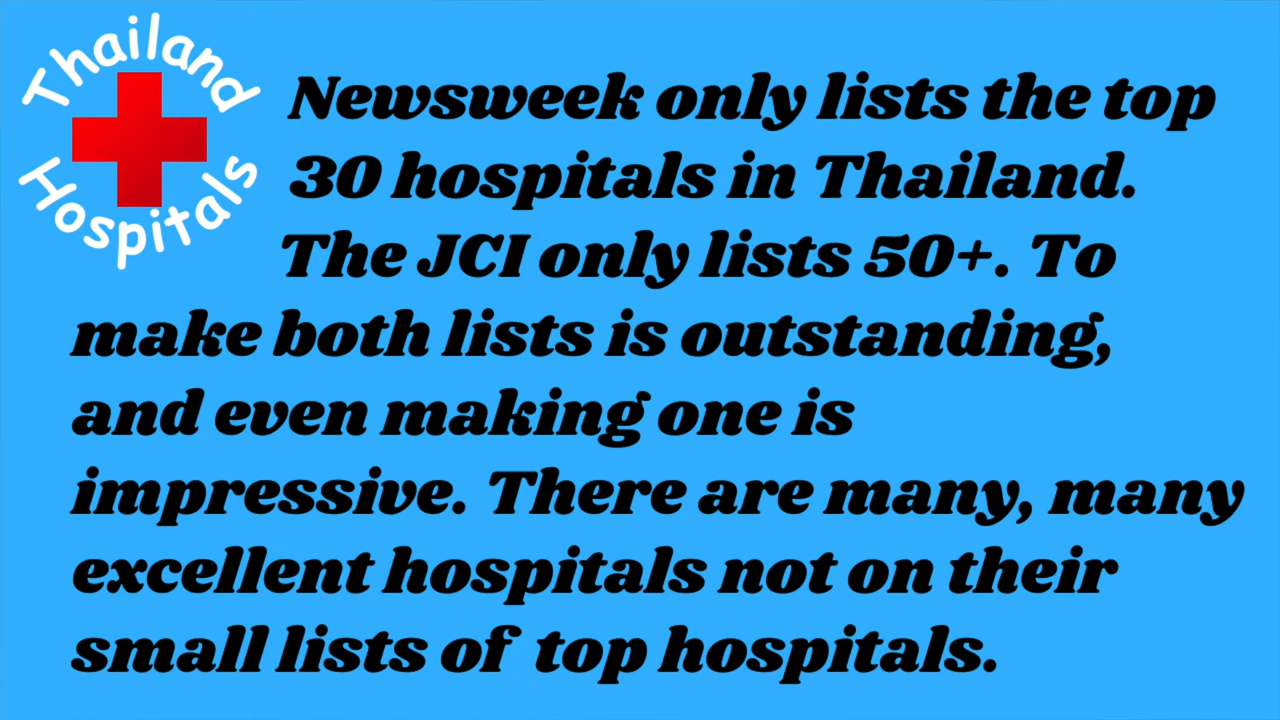 Thailand
Hospitals
Newsweek only lists the top
30 hospitals in Thailand.
The JCI only lists 50+. To
make both lists is outstanding,
and even making one is
impressive. There are many, many
excellent hospitals not on their
small lists of top hospitals.